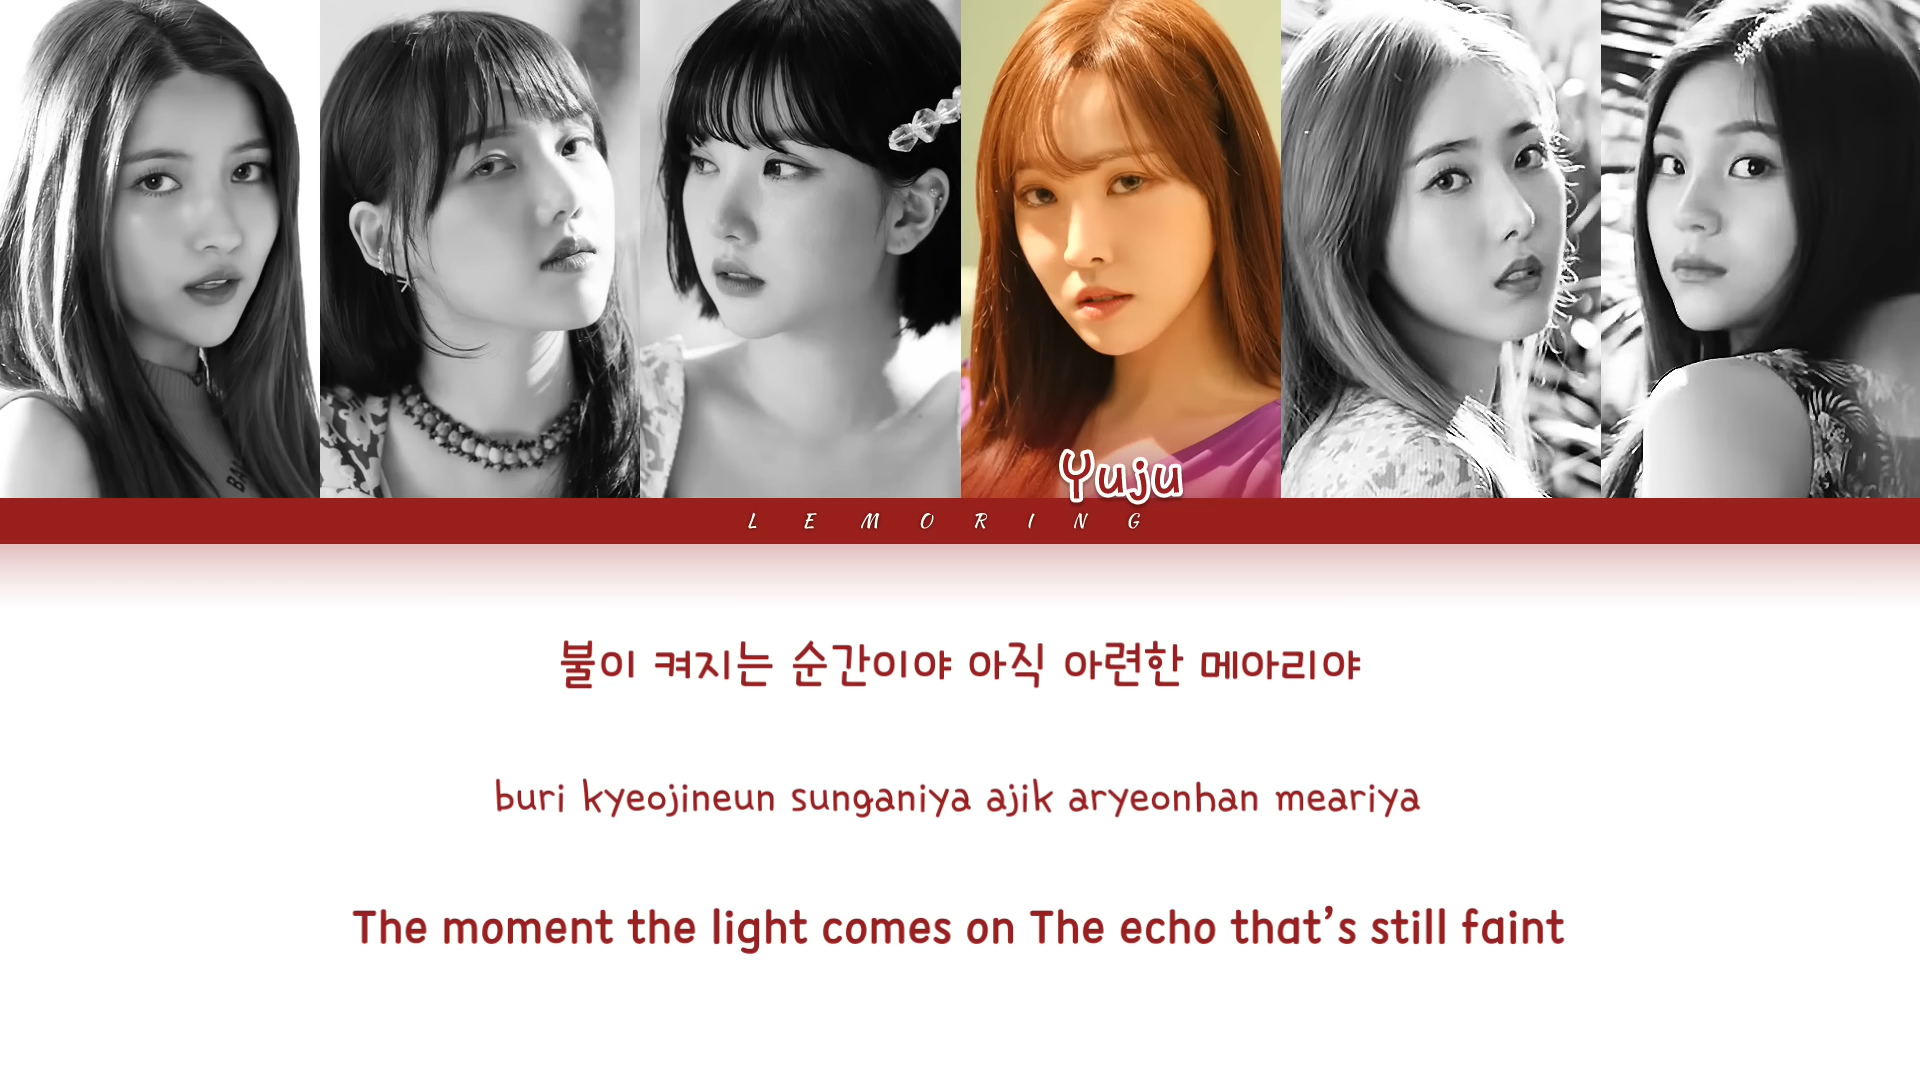 Yuju
LEMORING
불이 켜지는 순간이야 아직 아련한 메아리야
buri kyeojineun sunganiya ajik aryeonhan meariya
The moment the light comes on The echo that's still faint